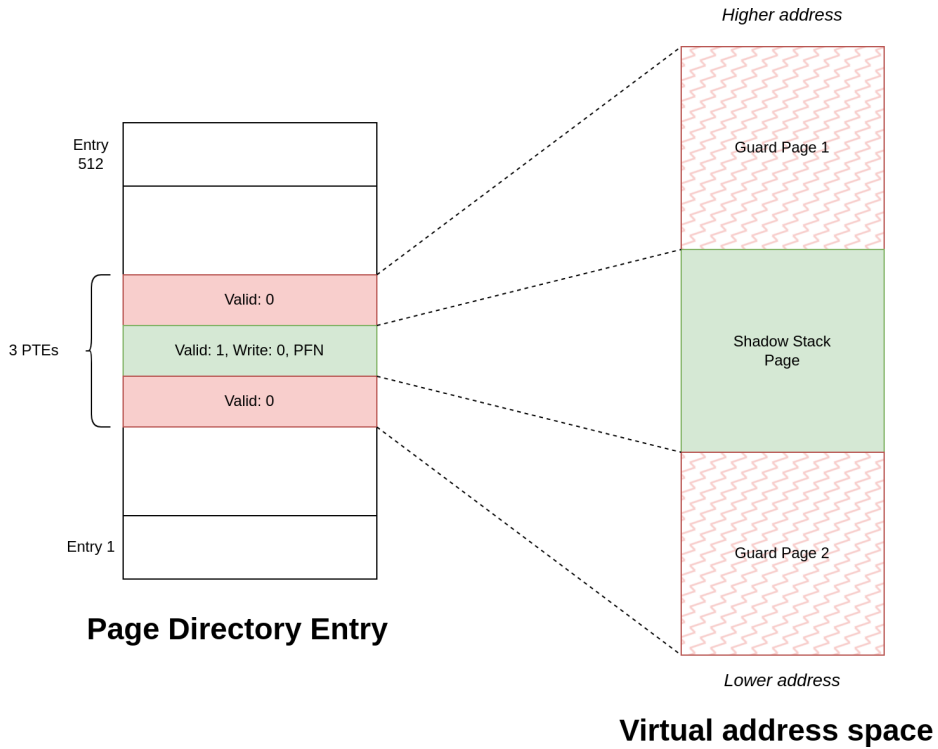 Higher address
Entry
512
Guard Page 1
Valid: 0
3 PTEs
Valid: 1, Write: 0, PFN
Shadow Stack
Page
Valid: 0
Entry 1
Guard Page 2
Page Directory Entry
Lower address
Virtual address space